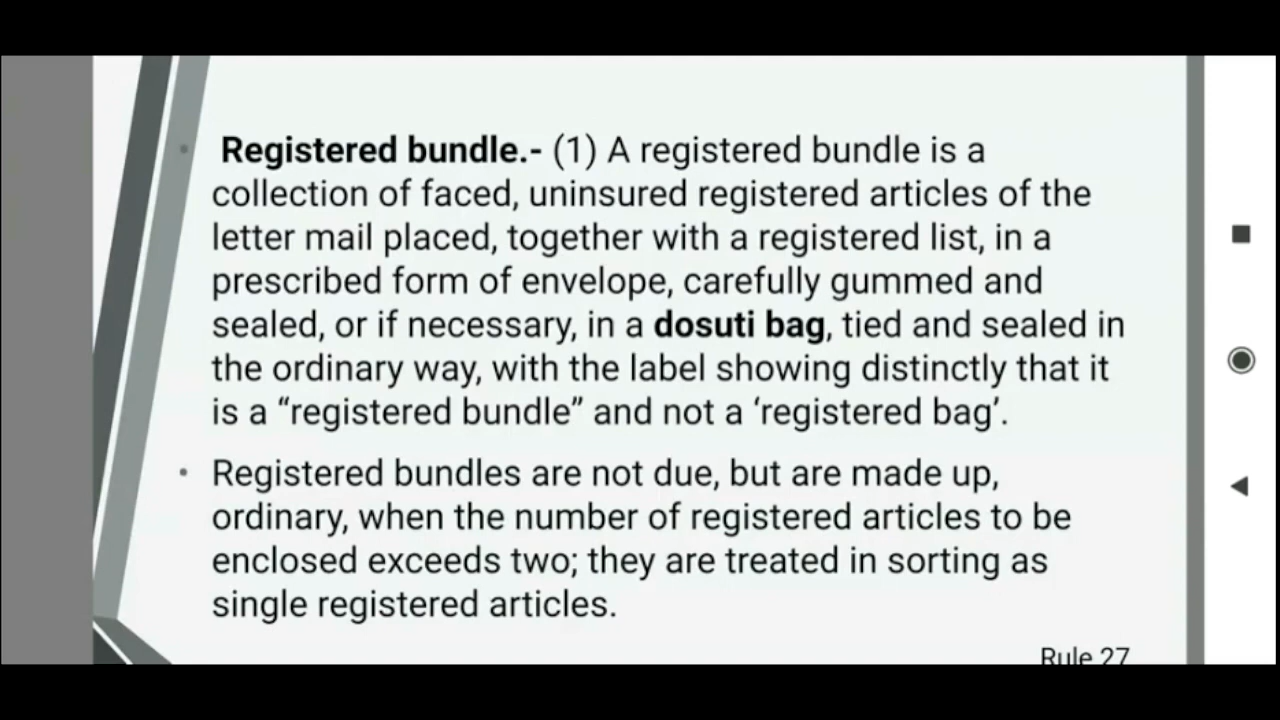 Registered bundle.- (1) A registered bundle is a
collection of faced, uninsured registered articles of the
letter mail placed, together with a registered list, in a
prescribed form of envelope, carefully gummed and
sealed, or if necessary, in a dosuti bag, tied and sealed in
the ordinary way, with the label showing distinctly that it
is a “registered bundle” and not a ‘registered bag’.
Registered bundles are not due, but are made up,
ordinary, when the number of registered articles to be
enclosed exceeds two; they are treated in sorting as
single registered articles.
Rule 27